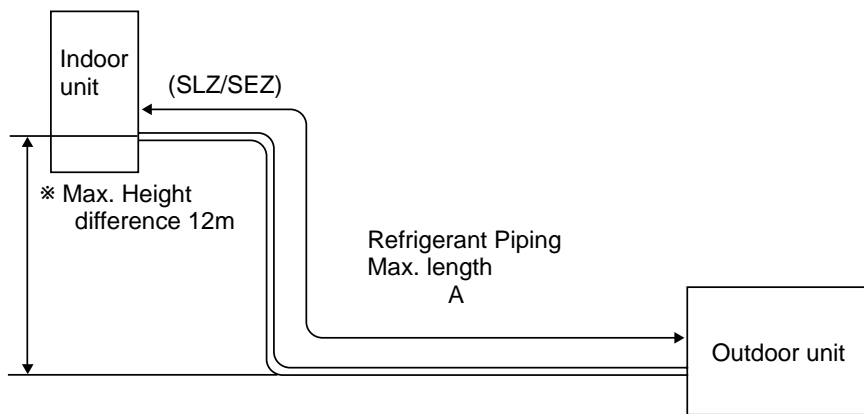 Indoor
unit
(SLZ/SEZ)
※ Max. Height
difference 12m
Refrigerant Piping
Max. length
A
Outdoor unit